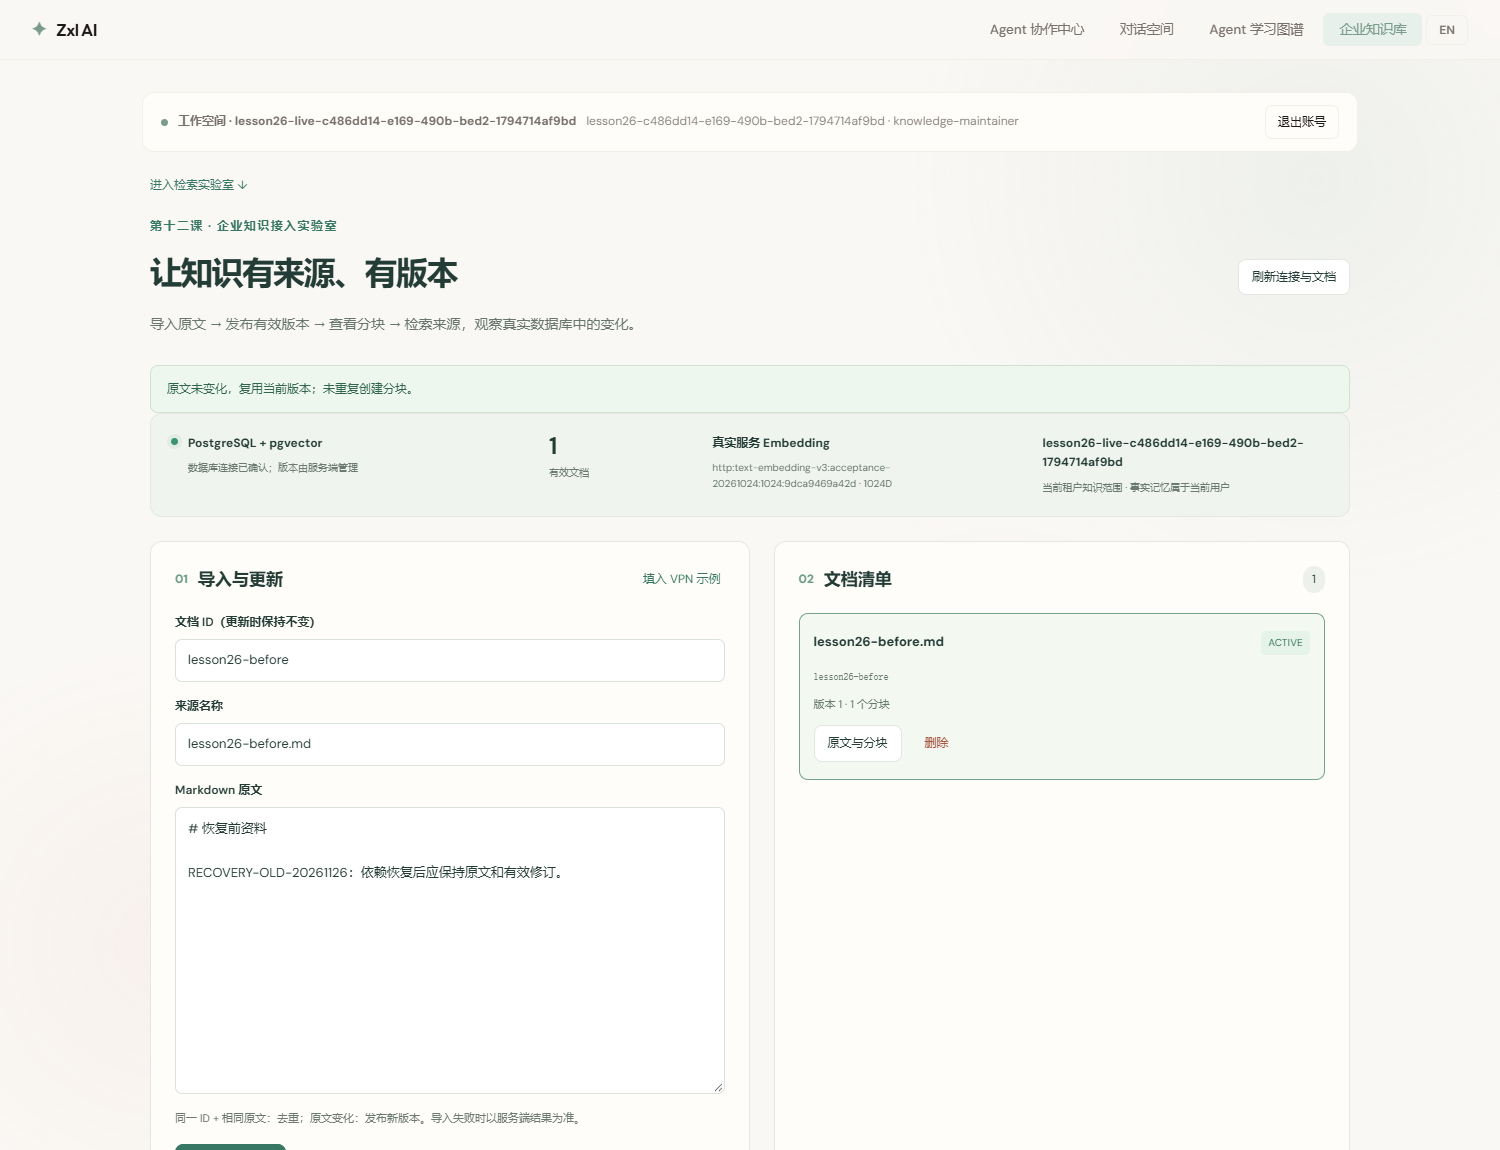 Zxl AI
Agent 协作中心
对话空间
Agent 学习图谱
企业知识库
EN
工作空间 · lesson26-live-c486dd14-e169-490b-bed2-1794714af9bd lesson26-c486dd14-e169-490b-bed2-1794714af9bd · knowledge-maintainer
退出账号
进入检索实验室 ↓
第十二课 · 企业知识接入实验室
让知识有来源、有版本
刷新连接与文档
导入原文 → 发布有效版本 → 查看分块 → 检索来源，观察真实数据库中的变化。
原文未变化，复用当前版本；未重复创建分块。
PostgreSQL + pgvector
数据库连接已确认；版本由服务端管理
1
有效文档
真实服务 Embedding
http:text-embedding-v3:acceptance-
20261024:1024:9dca9469a42d · 1024D
lesson26-live-c486dd14-e169-490b-bed2-
1794714af9bd
当前租户知识范围 · 事实记忆属于当前用户
01 导入与更新
填入 VPN 示例
文档 ID（更新时保持不变）
lesson26-before
来源名称
lesson26-before.md
Markdown 原文
# 恢复前资料
RECOVERY-OLD-20261126：依赖恢复后应保持原文和有效修订。
同一 ID + 相同原文：去重；原文变化：发布新版本。导入失败时以服务端结果为准。
02 文档清单
1
lesson26-before.md
ACTIVE
lesson26-before
版本 1 · 1 个分块
原文与分块
删除